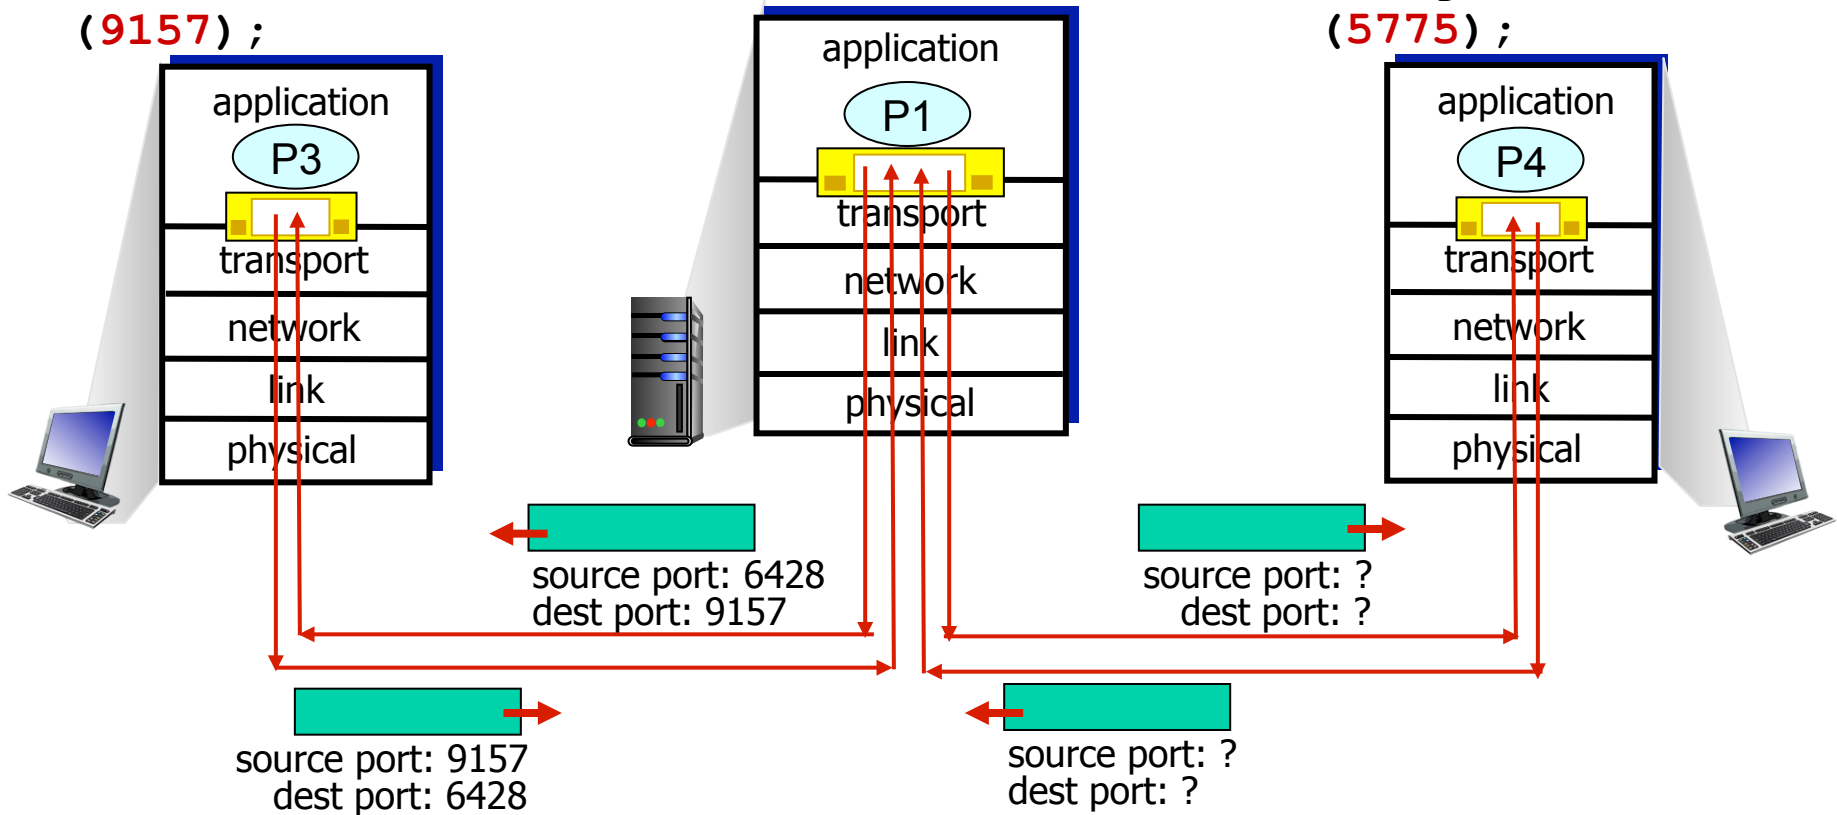 (9157);
(5775);
application
P3
transport
network
link
physical
application
P1
transport
network
link
physical
application
P4
transport
network
link
physical
source port: 6428
dest port: 9157
source port: ?
dest port: ?
source port: 9157
dest port: 6428
source port: ?
dest port: ?